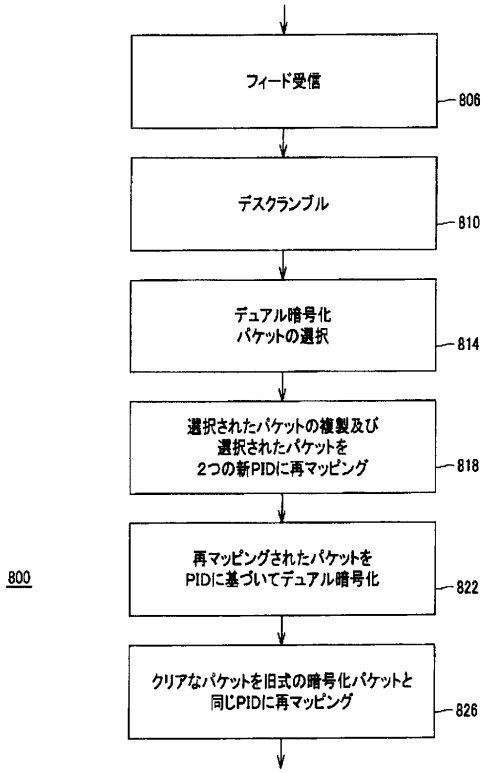 フィード受信
806
デスクランブル
810
デュアル暗号化
パケットの選択
814
選択されたパケットの複製及び
選択されたパケットを
2つの新PIDに再マッピング
818
再マッピングされたパケットを
PIDに基づいてデュアル暗号化
800
822
クリアなパケットを旧式の暗号化パケットと
同じPIDに再マッピング
826